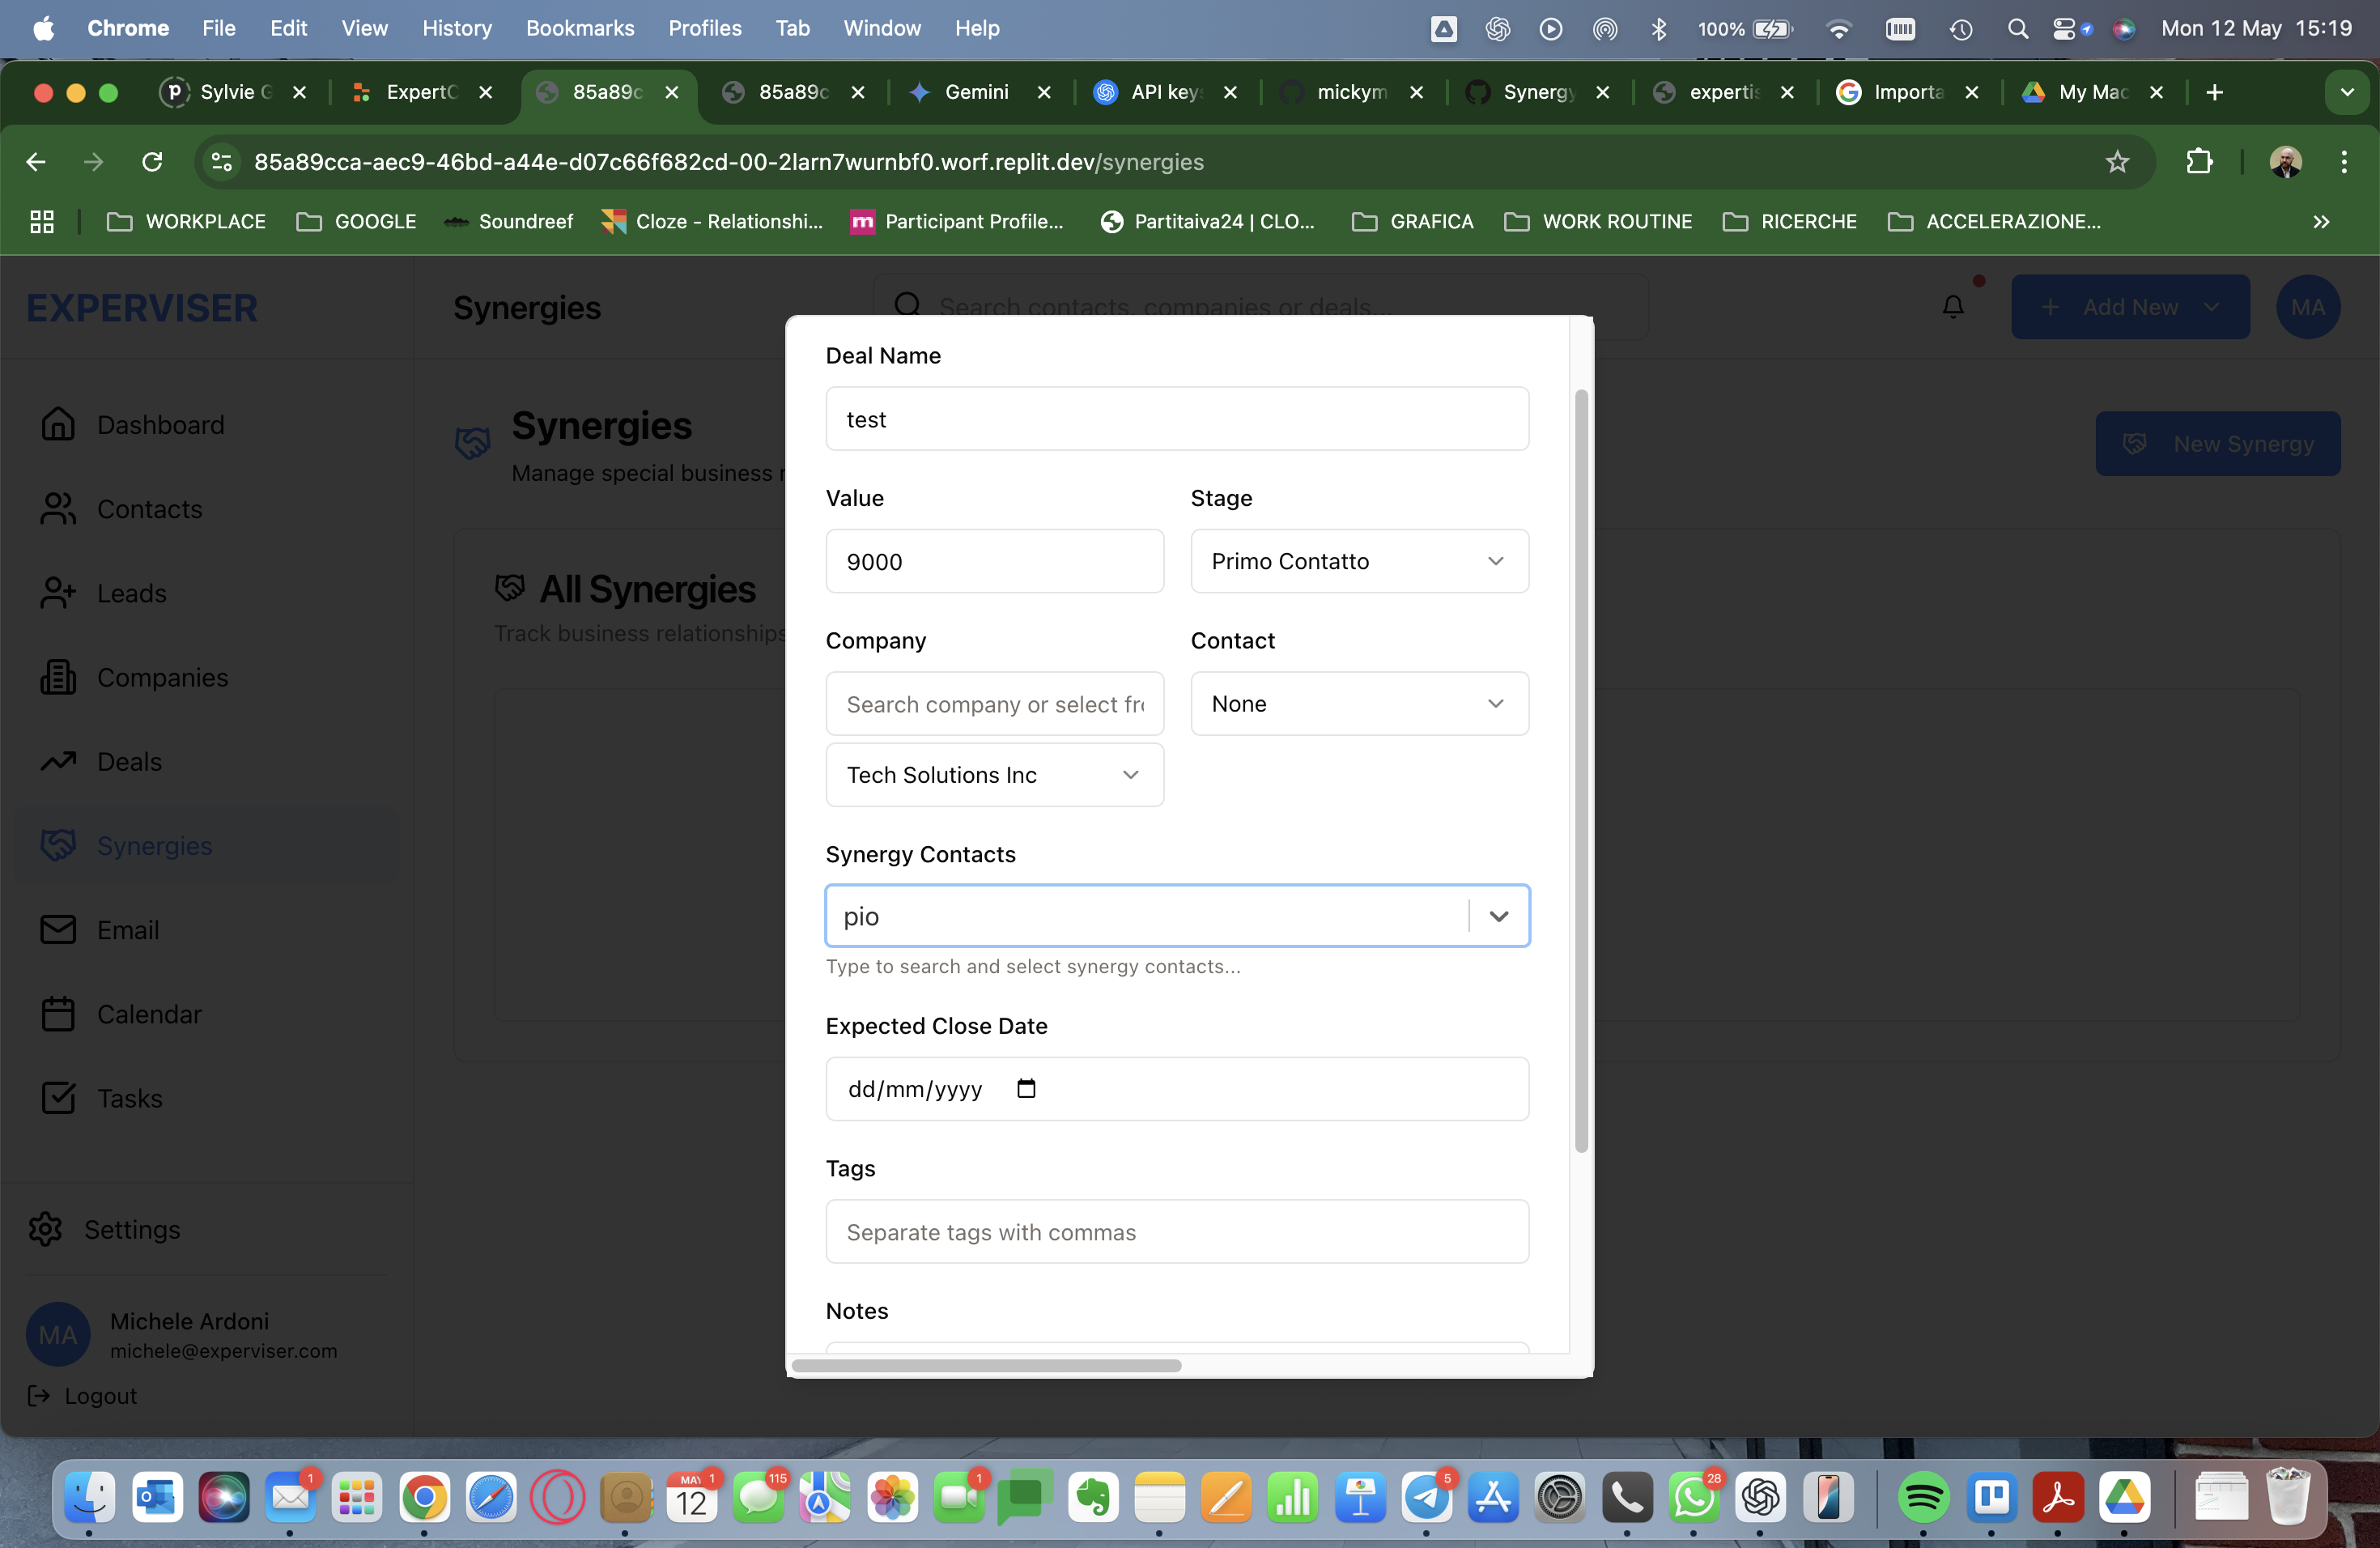 Chrome File Edit View History Bookmarks Profiles Tab Window Help 100% Mon 12 May 15:19
Sylvie G ExpertC 85a89c 85a89c Gemini API keys mickym Synergy expertis Importa My Mac
85a89cca-aec9-46bd-a44e-d07c66f682cd-00-2larn7wurnbf0.worf.replit.dev/synergies
WORKPLACE GOOGLE Soundreef Cloze - Relationshi... Participant Profile... Partitaiva24 | CLO... GRAFICA WORK ROUTINE RICERCHE ACCELERAZIONE...
EXPERVISER
Synergies
Search contacts, companies or deals...
Add New
MA
Dashboard
Contacts
Leads
Companies
Deals
Synergies
Email
Calendar
Tasks
Settings
MA
Michele Ardoni
michele@experviser.com
Logout
Synergies
Manage special business r
New Synergy
All Synergies
Track business relationships
Deal Name
test
Value
9000
Stage
Primo Contatto
Company
Search company or select fr
Tech Solutions Inc
Contact
None
Synergy Contacts
pio
Type to search and select synergy contacts...
Expected Close Date
dd/mm/yyyy
Tags
Separate tags with commas
Notes
1
MAY
12
1
115
1
5
28